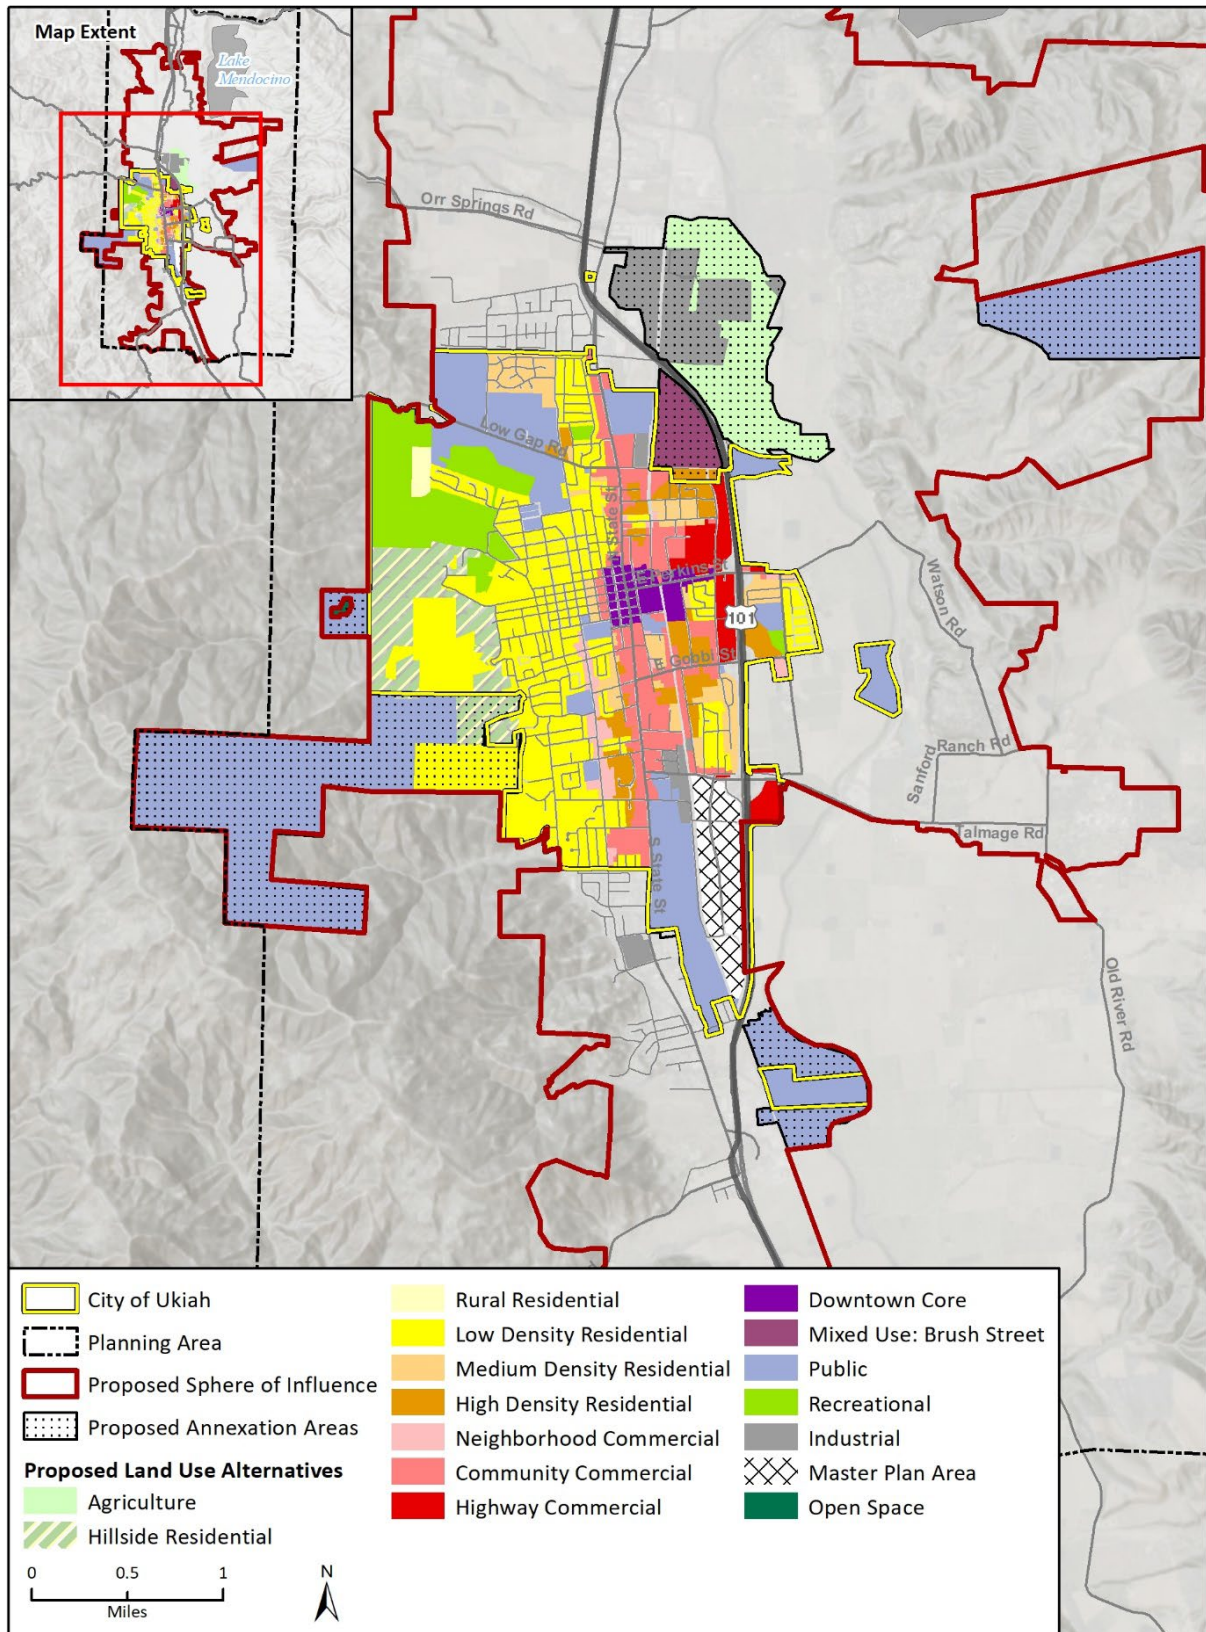 Map Extent
Lake
Mendocino
Orr Springs Rd
Low Gap Rd
State St
E Perkins St
101
Watson Rd
E Gobbi St
Sanford
Ranch Rd
Talmage Rd
S State St
Old River Rd
City of Ukiah
Planning Area
Proposed Sphere of Influence
Proposed Annexation Areas
Proposed Land Use Alternatives
Agriculture
Hillside Residential
Rural Residential
Low Density Residential
Medium Density Residential
High Density Residential
Neighborhood Commercial
Community Commercial
Highway Commercial
Downtown Core
Mixed Use: Brush Street
Public
Recreational
Industrial
Master Plan Area
Open Space
0 0.5 1
Miles
N